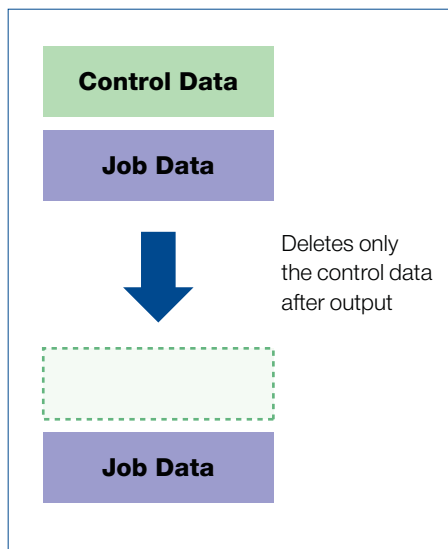 Control Data
Job Data
Deletes only
the control data
after output
Job Data